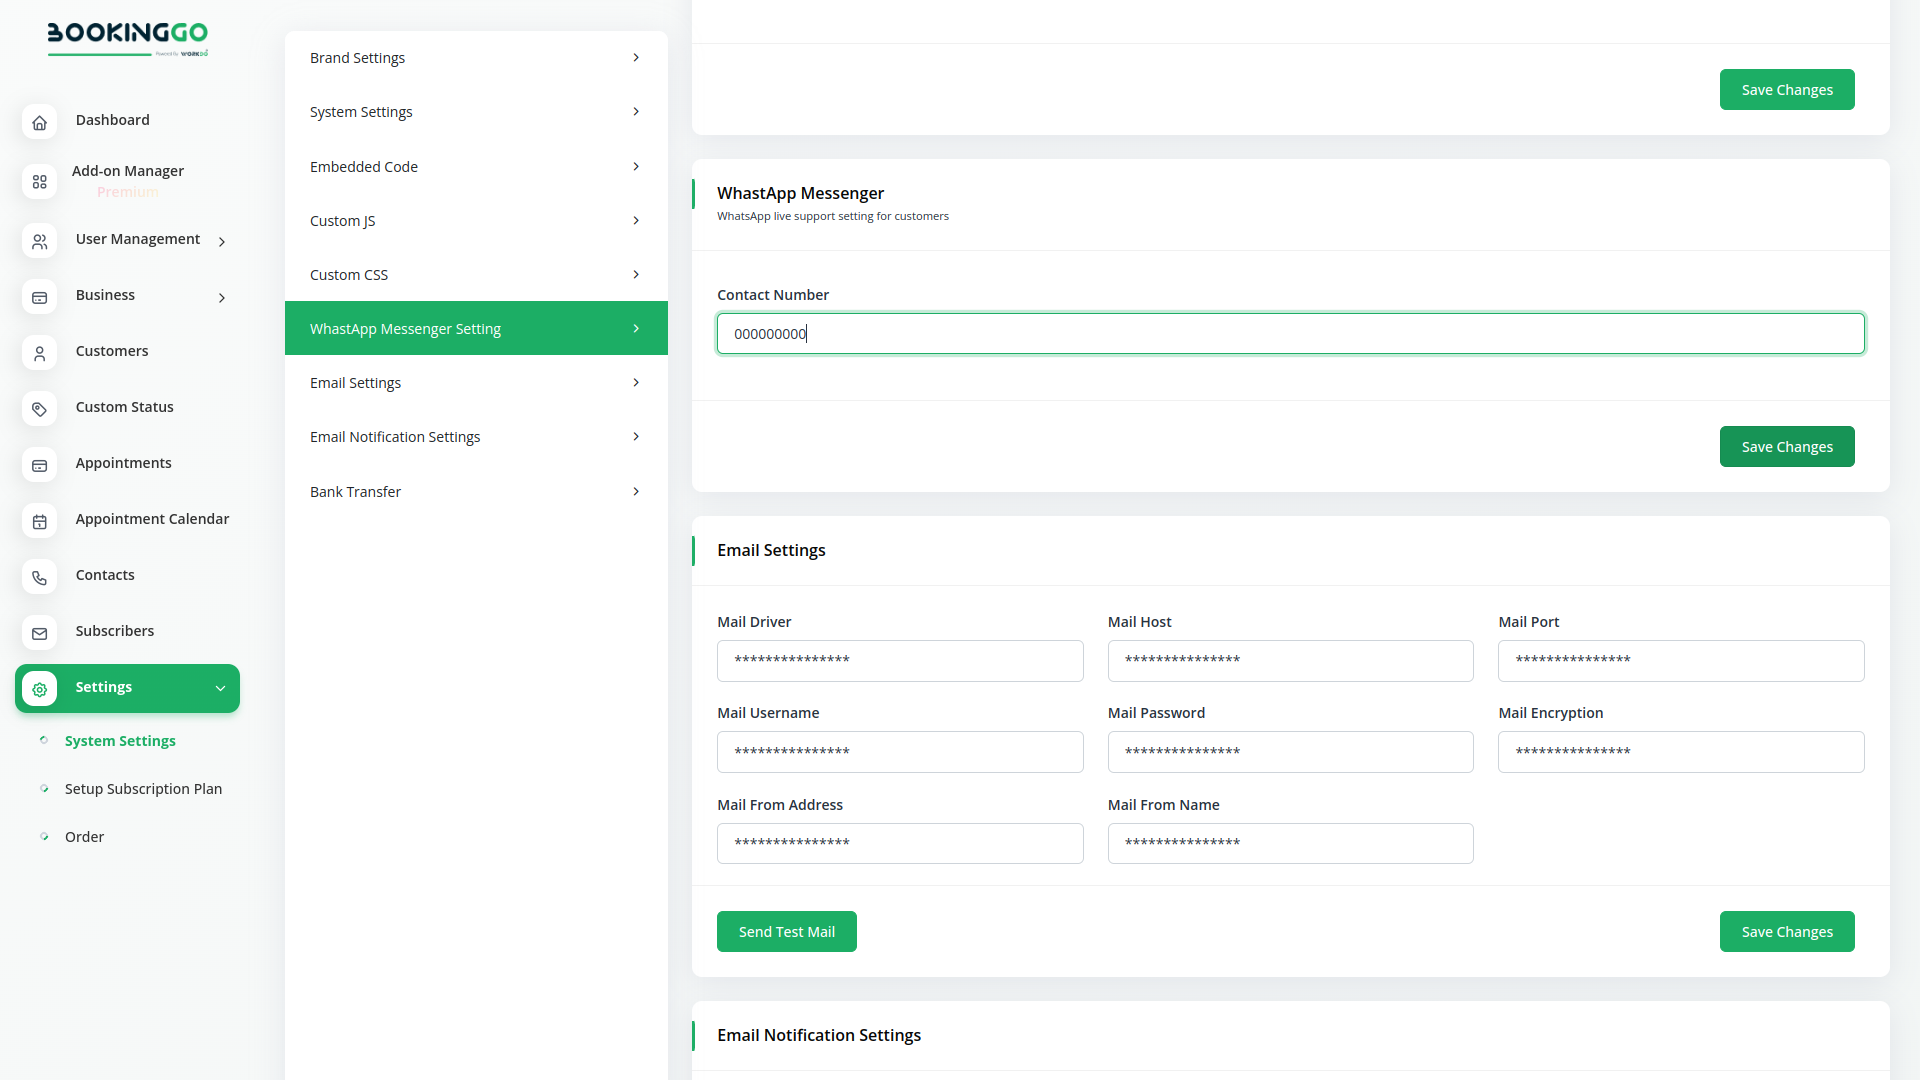 BOOKINGGO
Powered By WORKDO
Dashboard
Add-on Manager
Premium
User Management
Business
Customers
Custom Status
Appointments
Appointment Calendar
Contacts
Subscribers
Settings
System Settings
Setup Subscription Plan
Order
Brand Settings
System Settings
Embedded Code
Custom JS
Custom CSS
WhastApp Messenger Setting
Email Settings
Email Notification Settings
Bank Transfer
Save Changes
WhastApp Messenger
WhatsApp live support setting for customers
Contact Number
000000000
Save Changes
Email Settings
Mail Driver
Mail Host
Mail Port
***************
***************
***************
Mail Username
Mail Password
Mail Encryption
***************
***************
***************
Mail From Address
Mail From Name
***************
***************
Send Test Mail
Save Changes
Email Notification Settings